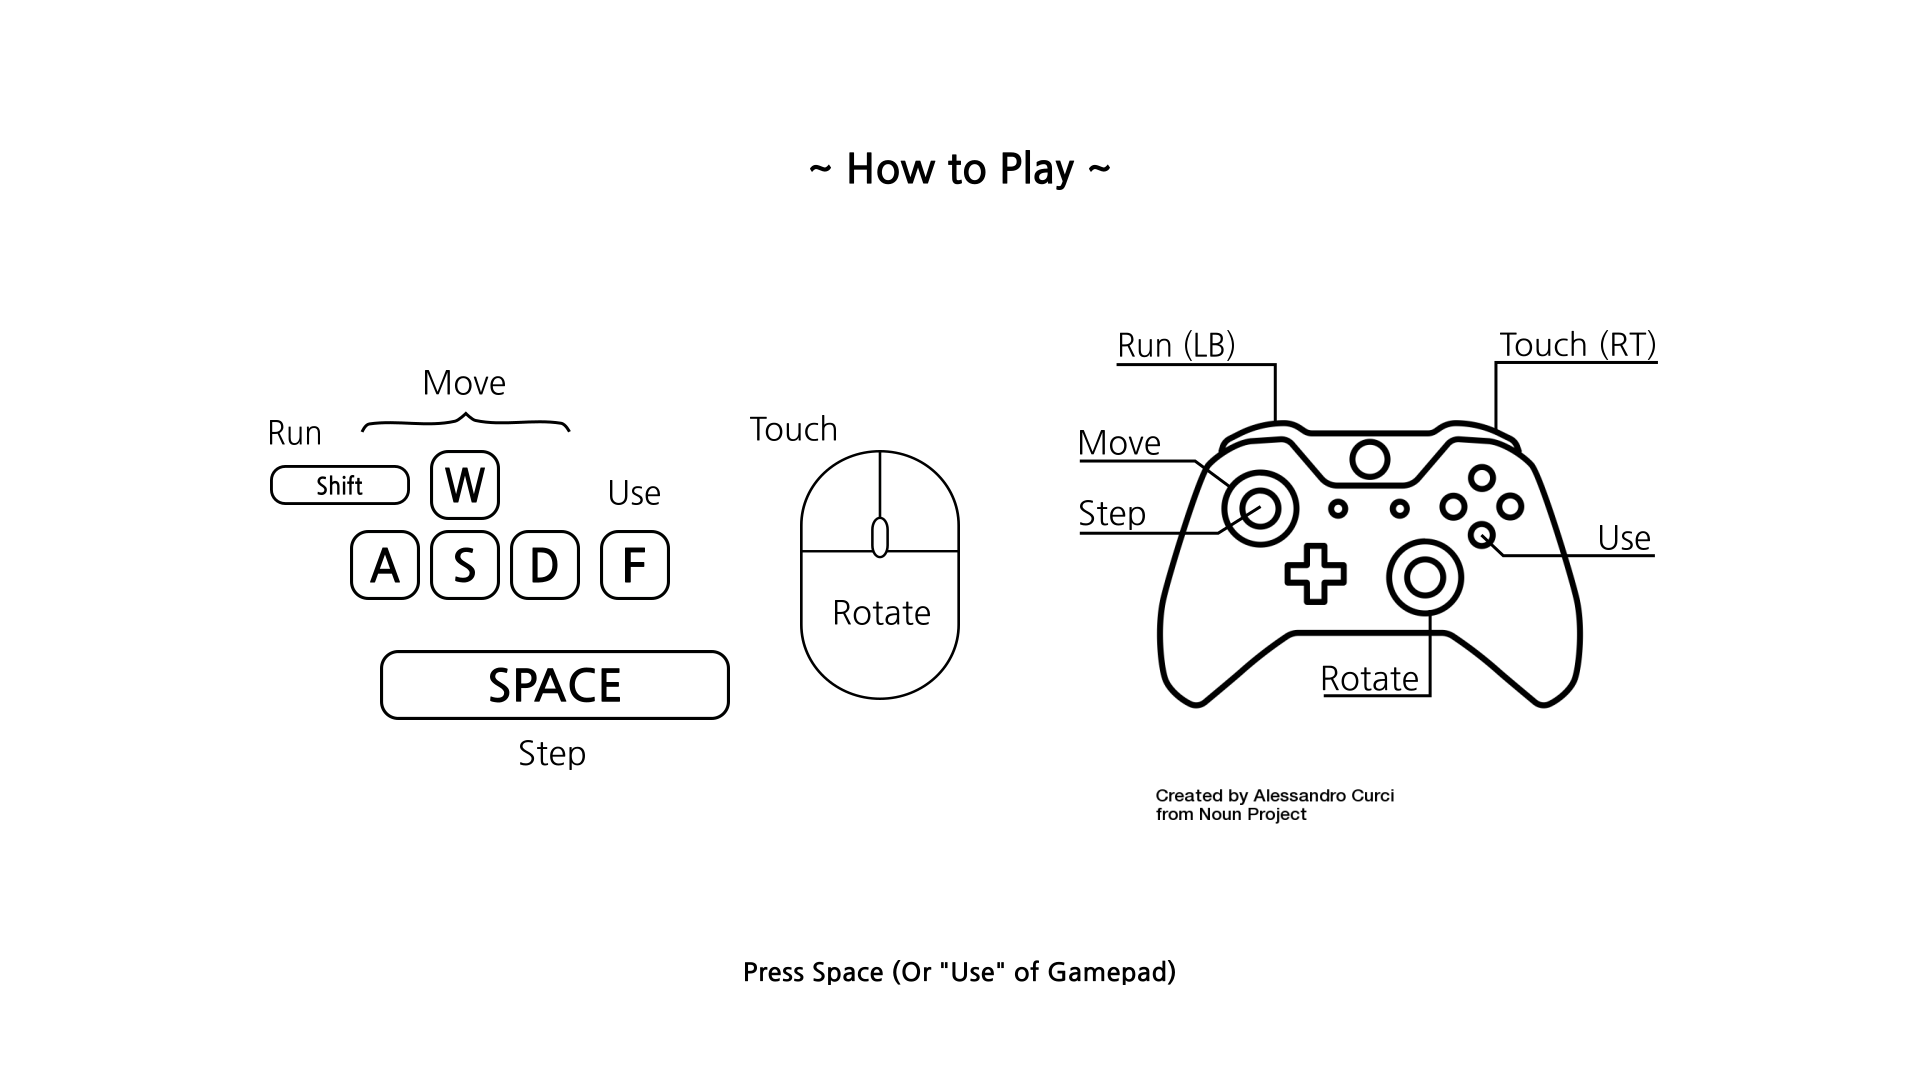 ~ How to Play ~
Move
Run
Shift
W
Use
A S D F
SPACE
Step
Touch
Rotate
Run (LB)
Touch (RT)
Move
Step
Use
Rotate
Created by Alessandro Curci
from Noun Project
Press Space (Or "Use" of Gamepad)